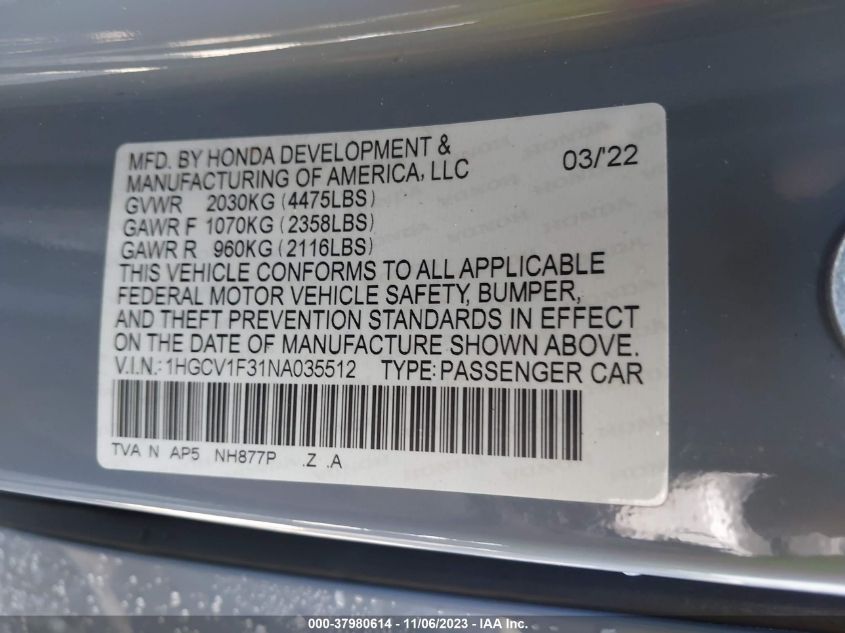 MFD. BY HONDA DEVELOPMENT &
MANUFACTURING OF AMERICA, LLC 03/'22
GVWR 2030KG (4475LBS)
GAWR F 1070KG (2358LBS)
GAWR R 960KG (2116LBS)
THIS VEHICLE CONFORMS TO ALL APPLICABLE
FEDERAL MOTOR VEHICLE SAFETY, BUMPER,
AND THEFT PREVENTION STANDARDS IN EFFECT
ON THE DATE OF MANUFACTURE SHOWN ABOVE.
V.I.N.: 1HGCV1F31NA035512 TYPE: PASSENGER CAR
TVA N AP5 NH877P .Z .A
000-37980614 - 11/06/2023 - IAA Inc.